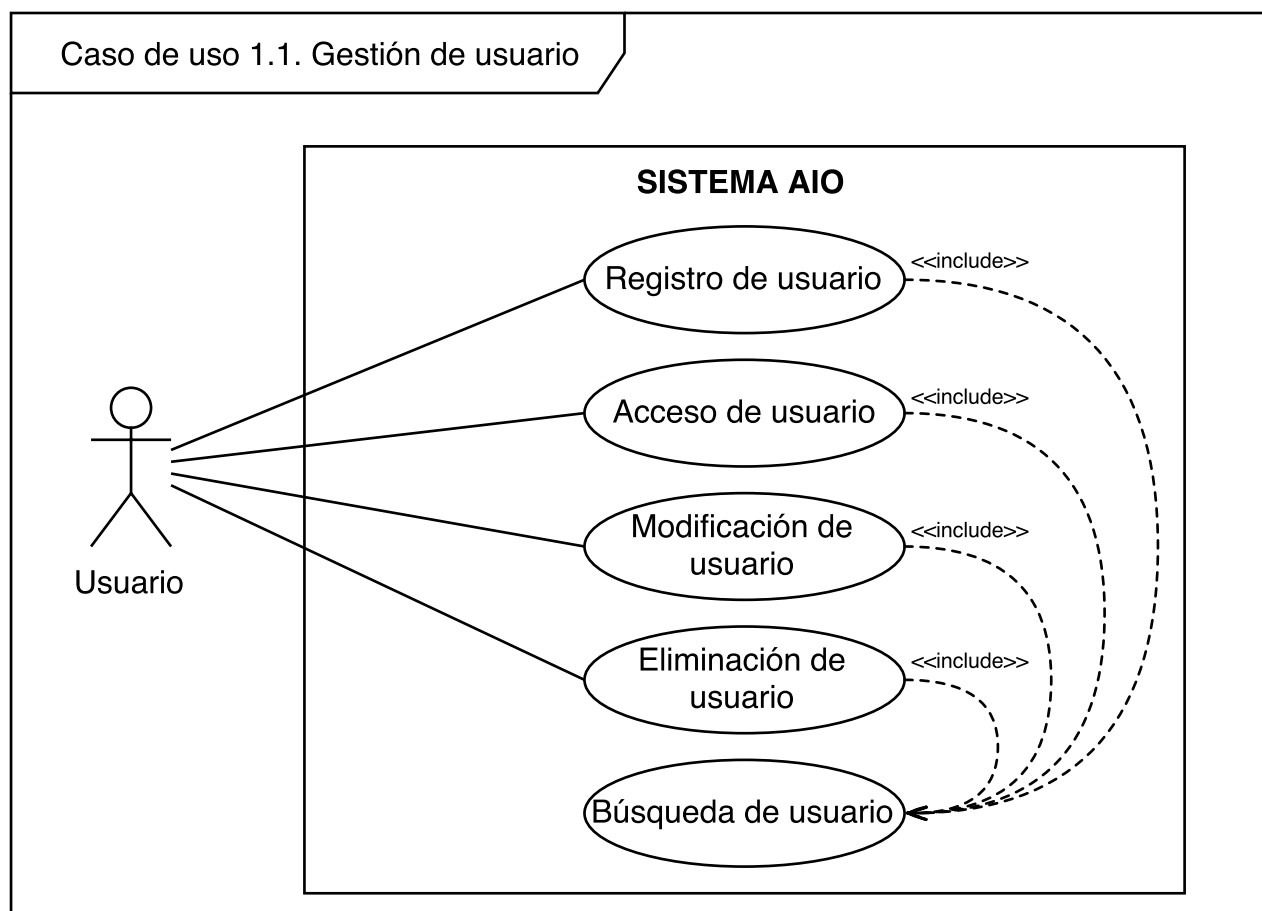 Caso de uso 1.1. Gestión de usuario
SISTEMA AIO
Registro de usuario
<<include>>
Acceso de usuario
<<include>>
Modificación de
usuario
<<include>>
Eliminación de
usuario
<<include>>
Búsqueda de usuario
Usuario